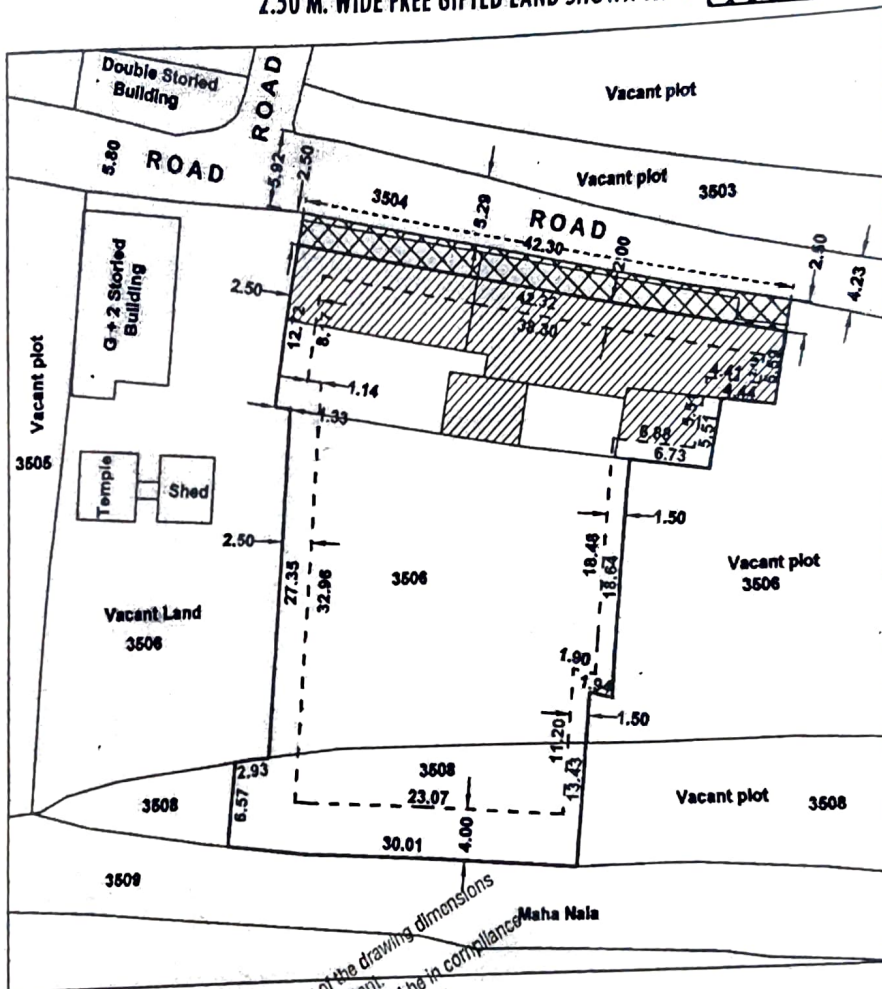 2.50 M. WIDE FREE GIFTED LAND SHOWN
Double Storied
Building
ROAD
Vacant plot
5.80
ROAD
5.92
2.50
Vacant plot
3503
3504
5.29
ROAD
42.30
2.00
2.50
4.23
G + 2 Storied
Building
2.50
42.32
38.30
12.72
8.17
4.41
4.44
1.14
1.33
5.51
5.51
5.88
6.73
Vacant plot
3505
Temple
Shed
2.50
1.50
18.48
18.64
27.35
32.96
3506
Vacant plot
3506
Vacant Land
3506
1.90
1.94
1.50
11.20
13.43
2.93
3508
3508
6.57
23.07
Vacant plot
3508
30.01
4.00
3509
of the drawing dimensions
be in compliance
Maha Nala